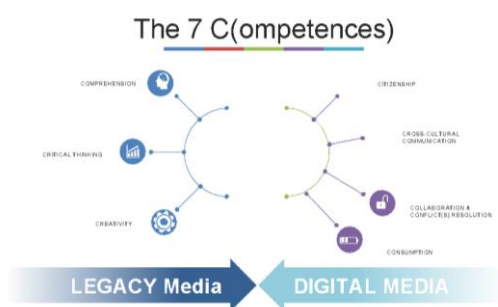 The 7 C(ompetences)
COMPREHENSION
CRITICAL THINKING
CREATIVITY
CITIZENSHIP
CROSS-CULTURAL
COMMUNICATION
COLLABORATION &
CONFLICT(S) RESOLUTION
CONSUMPTION
LEGACY Media
DIGITAL MEDIA